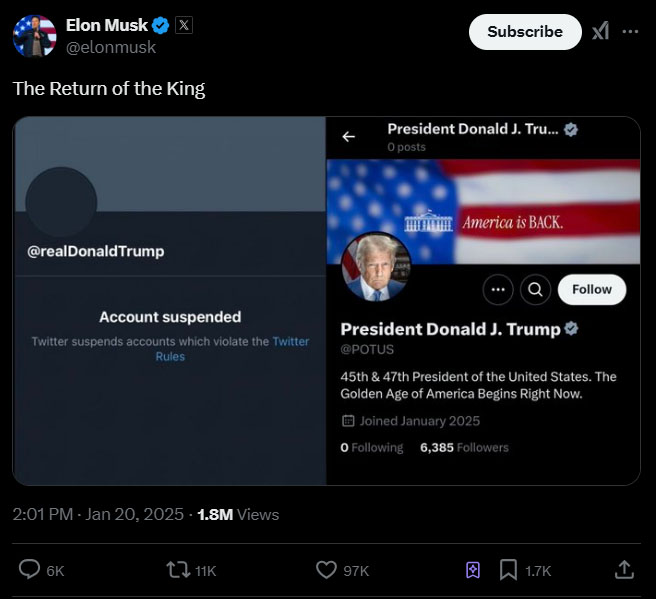 Elon Musk
X
@elonmusk
Subscribe
The Return of the King
@realDonaldTrump
Account suspended
Twitter suspends accounts which violate the Twitter
Rules
President Donald J. Tru...
0 posts
America is BACK.
Follow
President Donald J. Trump
@POTUS
45th & 47th President of the United States. The
Golden Age of America Begins Right Now.
Joined January 2025
0 Following 6,385 Followers
2:01 PM · Jan 20, 2025 · 1.8M Views
6K 11K 97K 1.7K